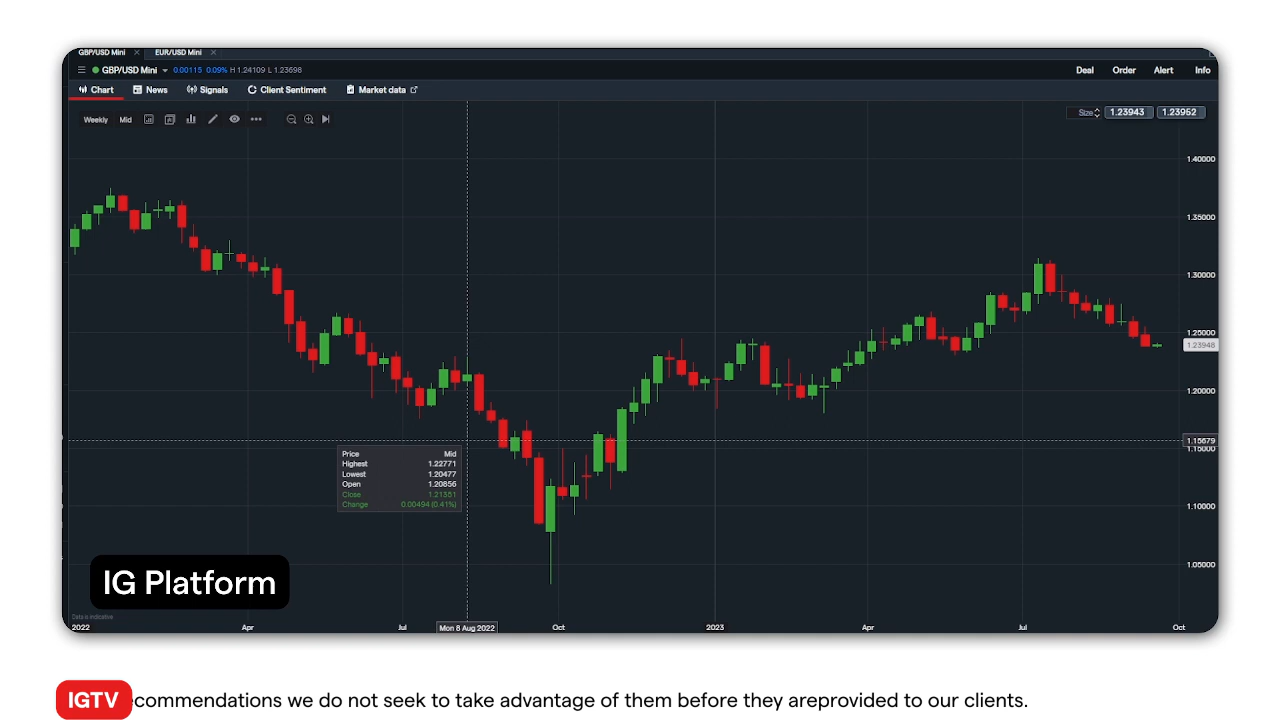 GBP/USD Mini × EUR/USD Mini ×
GBP/USD Mini 0.00115 0.09% H 1.24109 L 1.23698 Deal Order Alert Info
Chart News Signals Client Sentiment Market data
Weekly Mid Size 1.23943 1.23952
1.40000
1.35000
1.30000
1.25000
1.23948
1.20000
1.15679
1.15000
Price Mid
Highest 1.22771
Lowest 1.20477
Open 1.20856
Close 1.21351
Change 0.00494 (0.41%)
1.10000
1.05000
IG Platform
Data is indicative
2022 Apr Jul Mon 8 Aug 2022 Oct 2023 Apr Jul Oct
IGTV commendations we do not seek to take advantage of them before they areprovided to our clients.